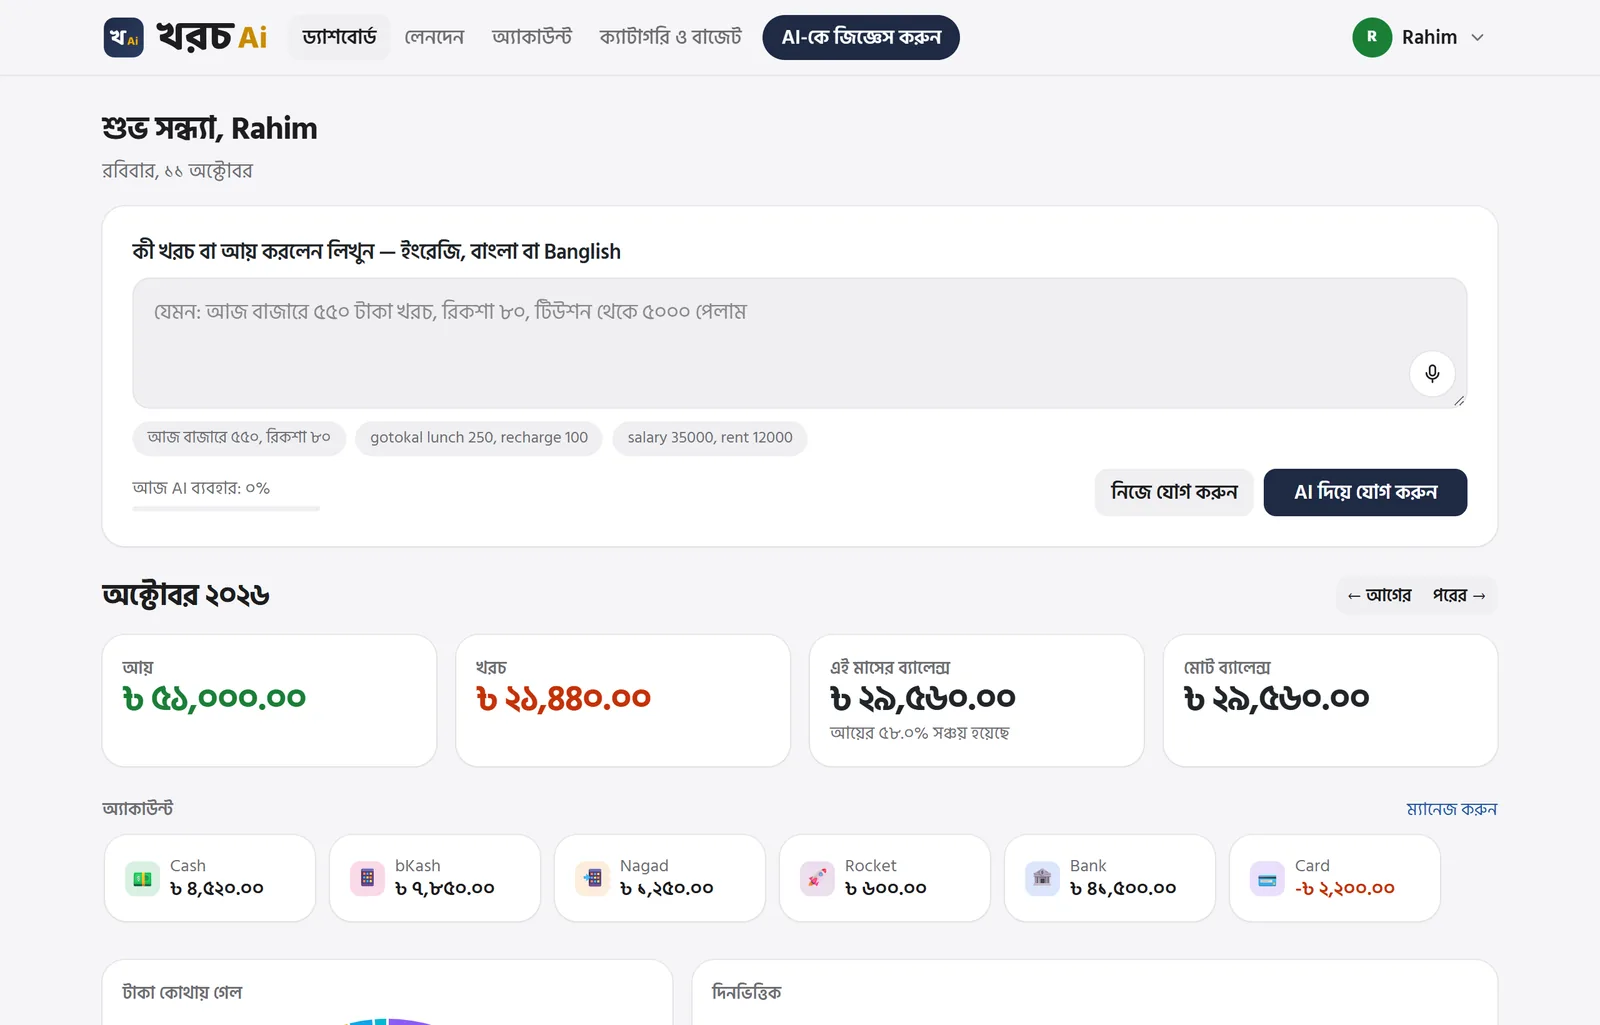 খ Ai খরচ Ai ড্যাশবোর্ড লেনদেন অ্যাকাউন্ট ক্যাটাগরি ও বাজেট AI-কে জিজ্ঞেস করুন R Rahim
শুভ সন্ধ্যা, Rahim
রবিবার, ১১ অক্টোবর
কী খরচ বা আয় করলেন লিখুন — ইংরেজি, বাংলা বা Banglish
যেমন: আজ বাজারে ৫৫০ টাকা খরচ, রিকশা ৮০, টিউশন থেকে ৫০০০ পেলাম
আজ বাজারে ৫৫০, রিকশা ৮০ gotokal lunch 250, recharge 100 salary 35000, rent 12000
আজ AI ব্যবহার: ০%
নিজে যোগ করুন AI দিয়ে যোগ করুন
অক্টোবর ২০২৬ ← আগের পরের →
আয়
৳ ৫১,০০০.০০
খরচ
৳ ২১,৪৪০.০০
এই মাসের ব্যালেন্স
৳ ২৯,৫৬০.০০
আয়ের ৫৮.০% সঞ্চয় হয়েছে
মোট ব্যালেন্স
৳ ২৯,৫৬০.০০
অ্যাকাউন্ট ম্যানেজ করুন
Cash
৳ ৪,৫২০.০০
bKash
৳ ৭,৮৫০.০০
Nagad
৳ ১,২৫০.০০
Rocket
৳ ৬০০.০০
Bank
৳ ৪১,৫০০.০০
Card
-৳ ২,২০০.০০
টাকা কোথায় গেল
দিনভিত্তিক